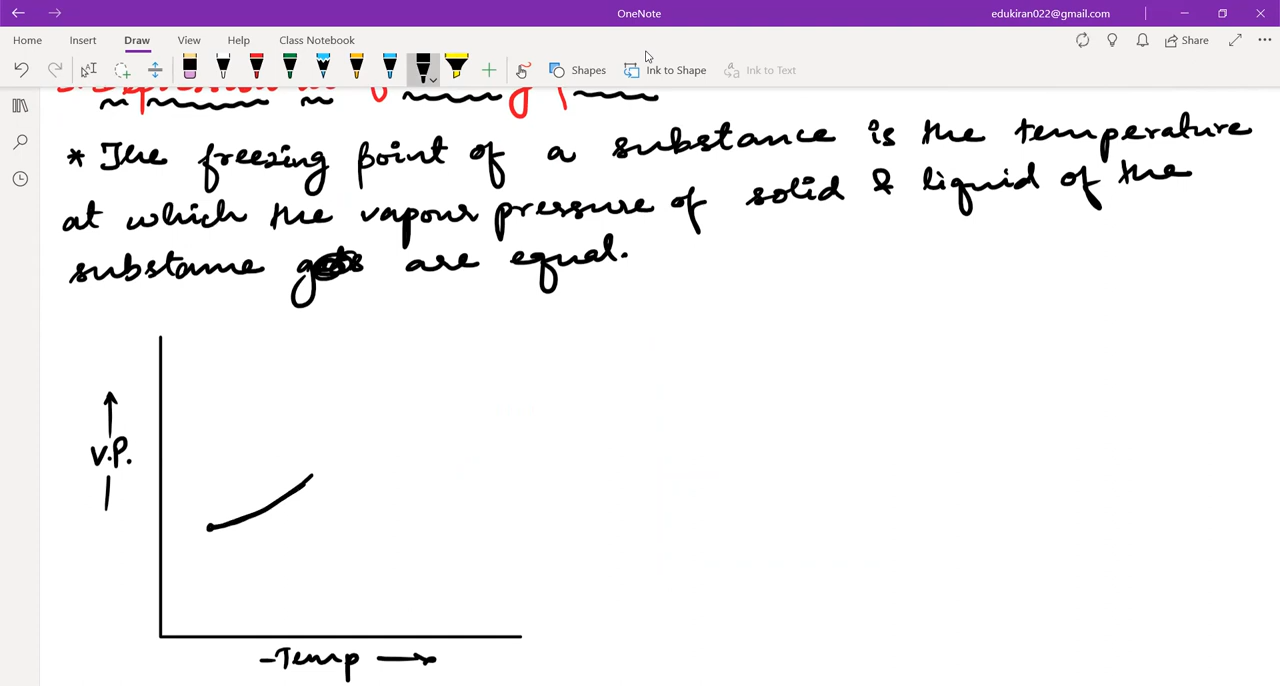 OneNote
edukiran022@gmail.com
Home Insert Draw View Help Class Notebook
Share
Shapes Ink to Shape Ink to Text
* The freezing point of a substance is the temperature
at which the vapour pressure of solid & liquid of the
substance are equal.
V.P.
Temp